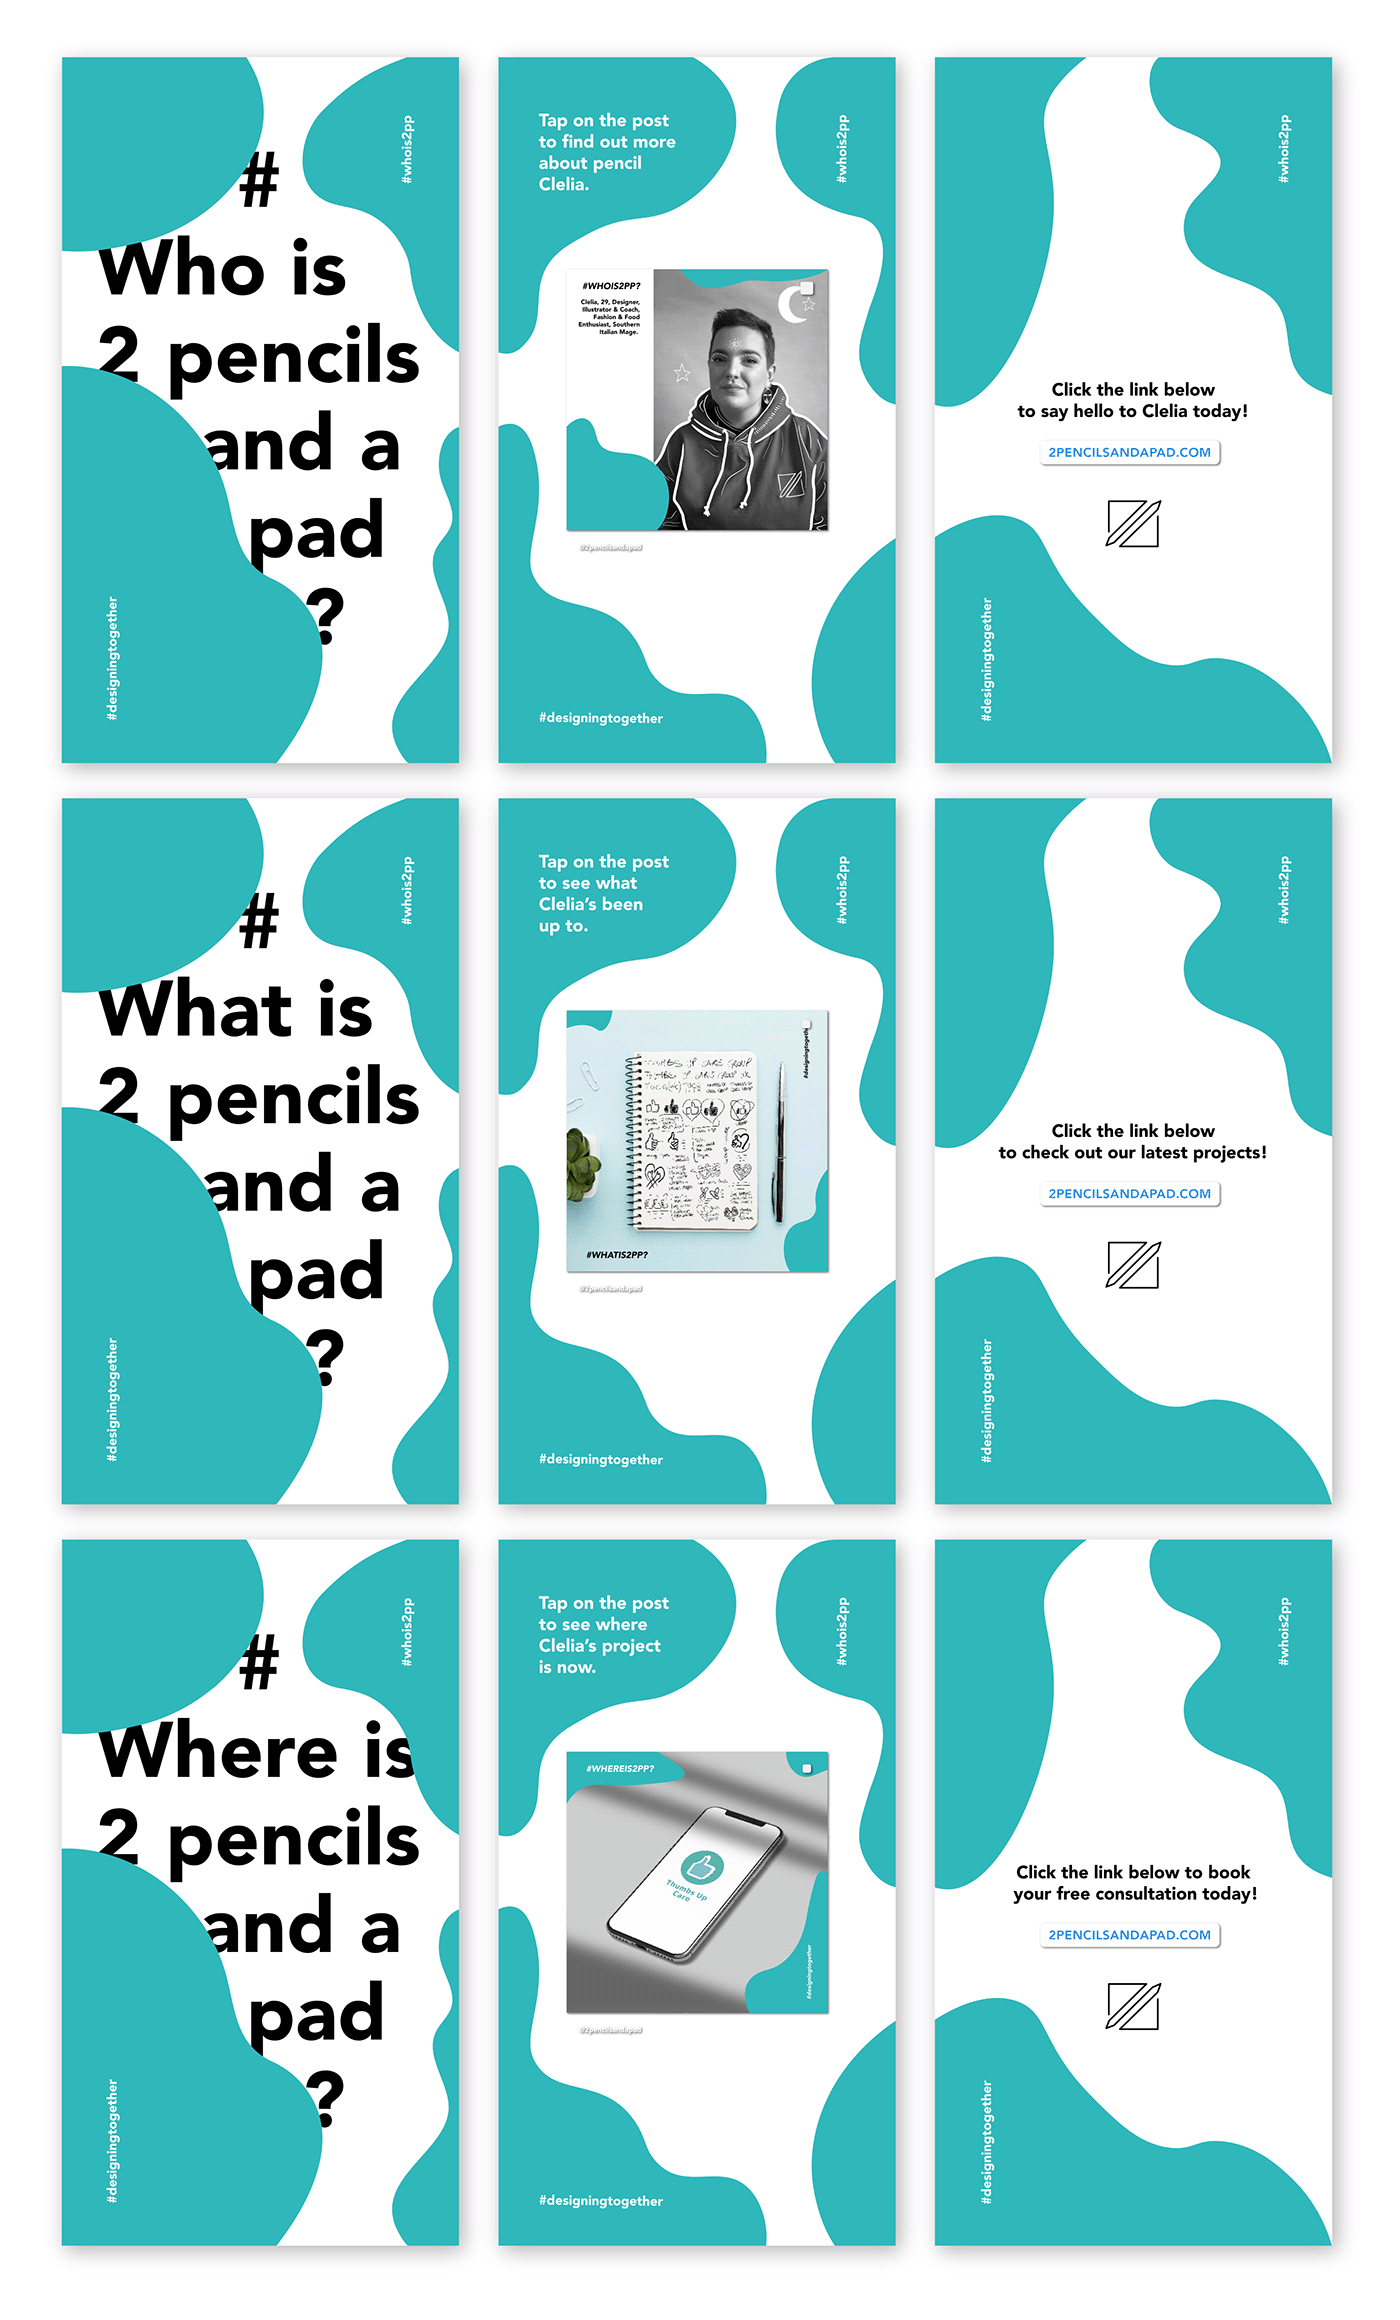 #
#whois2pp
Who is
2 pencils
and a
pad
?
#designingtogether
Tap on the post
to find out more
about pencil
Clelia.
#whois2pp
#WHOIS2PP?
Clelia, 29, Designer,
Illustrator & Coach,
Fashion & Food
Enthusiast, Southern
Italian Mage.
@2pencilsandapad
#designingtogether
#whois2pp
Click the link below
to say hello to Clelia today!
2PENCILSANDAPAD.COM
#designingtogether
#
#whois2pp
What is
2 pencils
and a
pad
?
#designingtogether
Tap on the post
to see what
Clelia's been
up to.
#whois2pp
#designingtogether
THUMBS UP CARE GROUP
#WHATIS2PP?
@2pencilsandapad
#designingtogether
#whois2pp
Click the link below
to check out our latest projects!
2PENCILSANDAPAD.COM
#designingtogether
#
#whois2pp
Where is
2 pencils
and a
pad
?
#designingtogether
Tap on the post
to see where
Clelia's project
is now.
#whois2pp
#WHEREIS2PP?
Thumbs Up
Care
#designingtogether
@2pencilsandapad
#designingtogether
#whois2pp
Click the link below to book
your free consultation today!
2PENCILSANDAPAD.COM
#designingtogether